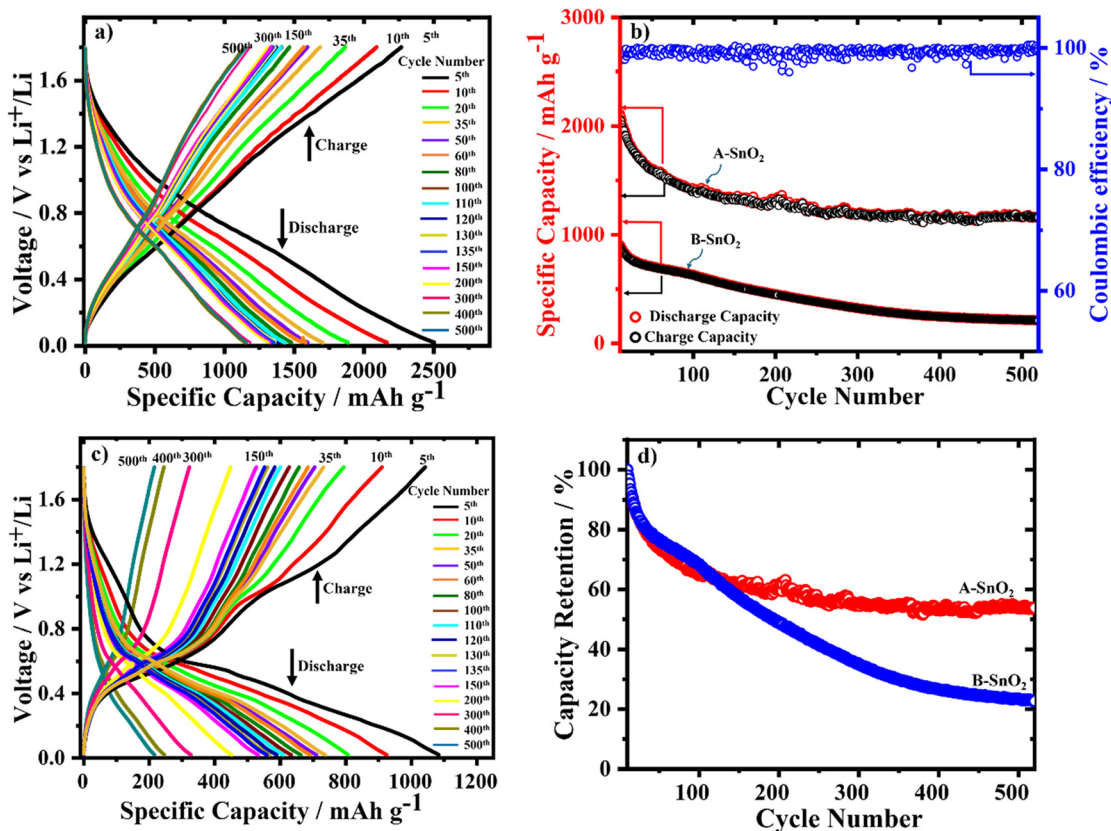 a)
500th 300th 150th 35th 10th 5th
Cycle Number
5th
10th
20th
35th
50th
60th
80th
100th
110th
120th
130th
135th
150th
200th
300th
400th
500th
Charge
Discharge
Voltage / V vs Li+/Li
0.0
0.4
0.8
1.2
1.6
0 500 1000 1500 2000 2500
Specific Capacity / mAh g-1
b)
Specific Capacity / mAh g-1
0
1000
2000
3000
A-SnO2
B-SnO2
Discharge Capacity
Charge Capacity
100 200 300 400 500
Cycle Number
60
80
100
Coulombic efficiency / %
c)
500th 400th 300th 150th 35th 10th 5th
Cycle Number
5th
10th
20th
35th
50th
60th
80th
100th
110th
120th
130th
135th
150th
200th
300th
400th
500th
Charge
Discharge
Voltage / V vs Li+/Li
0.0
0.4
0.8
1.2
1.6
0 200 400 600 800 1000 1200
Specific Capacity / mAh g-1
d)
Capacity Retention / %
0
20
40
60
80
100
A-SnO2
B-SnO2
100 200 300 400 500
Cycle Number